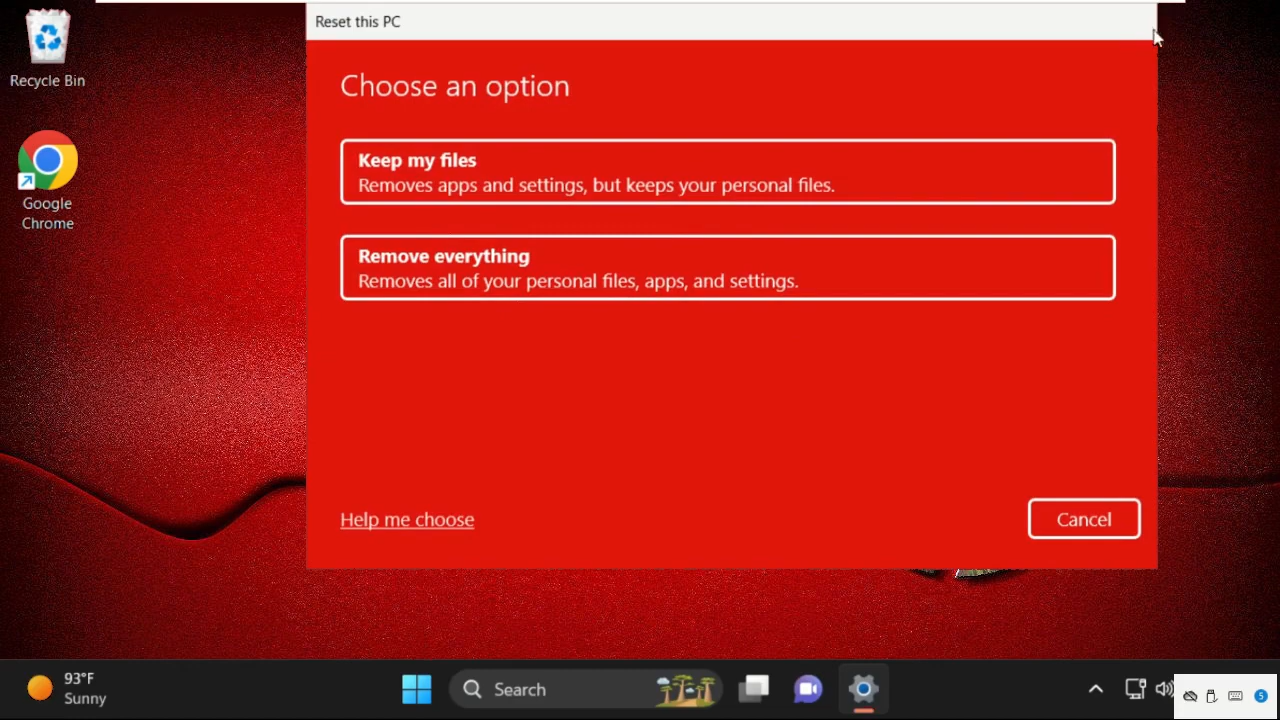 Reset this PC
Recycle Bin
Choose an option
Keep my files
Removes apps and settings, but keeps your personal files.
Google
Chrome
Remove everything
Removes all of your personal files, apps, and settings.
Help me choose
Cancel
93°F
Sunny
Search
5